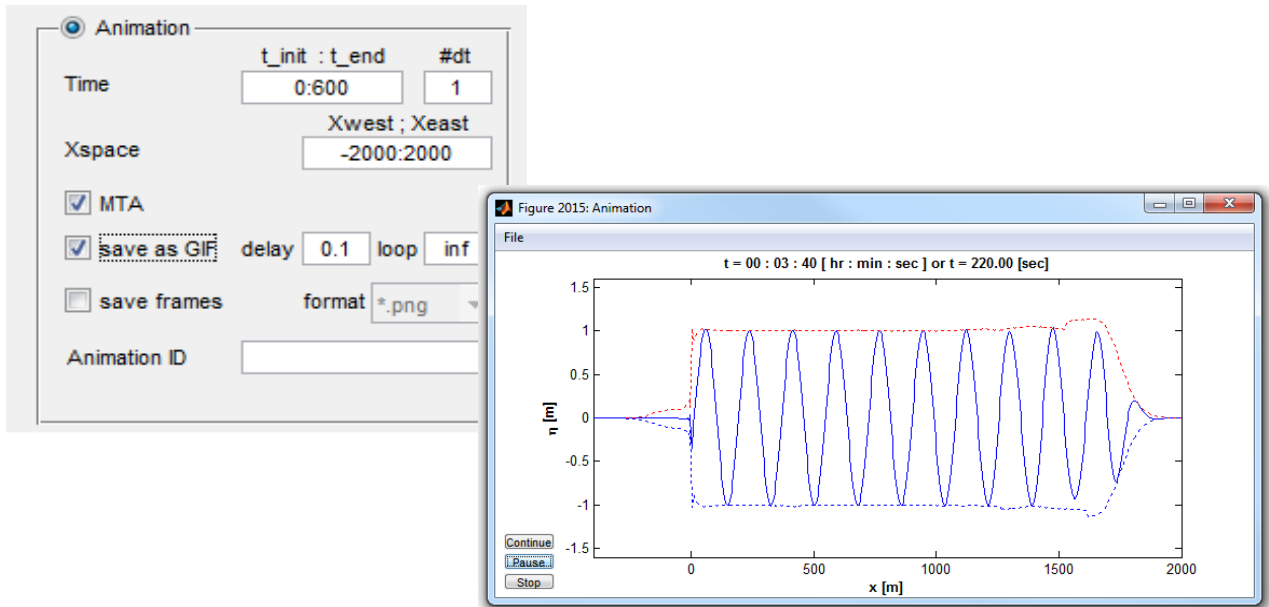 Animation
t_init : t_end #dt
Time 0:600 1
Xwest ; Xeast
Xspace -2000:2000
MTA
save as GIF delay 0.1 loop inf
save frames format *.png
Animation ID
Figure 2015: Animation
File
t = 00 : 03 : 40 [ hr : min : sec ] or t = 220.00 [sec]
1.5
1
0.5
0
-0.5
-1
-1.5
η [m]
Continue
Pause
Stop
0 500 1000 1500 2000
x [m]